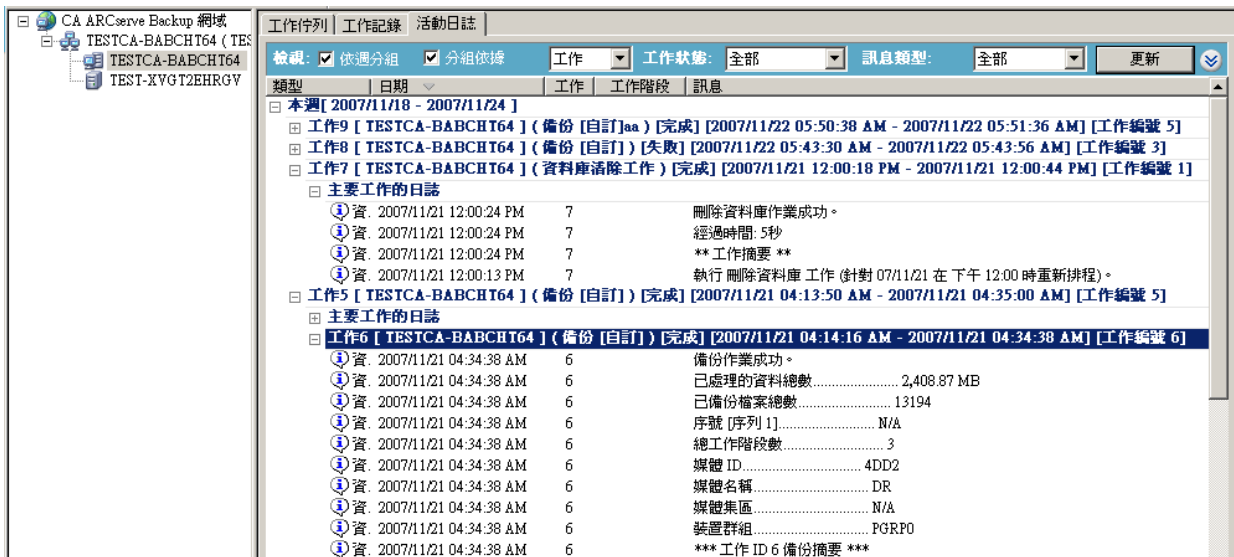 CA ARCserve Backup 網域
TESTCA-BABCHT64 ( TES
TESTCA-BABCHT64
TEST-XVGT2EHRGV
工作佇列 工作記錄 活動日誌
檢視: 依週分組 分組依據 工作 工作狀態: 全部 訊息類型: 全部 更新
類型 日期 工作 工作階段 訊息
本週[ 2007/11/18 - 2007/11/24 ]
工作9 [ TESTCA-BABCHT64 ] ( 備份 [自訂]aa ) [完成] [2007/11/22 05:50:38 AM - 2007/11/22 05:51:36 AM] [工作編號 5]
工作8 [ TESTCA-BABCHT64 ] ( 備份 [自訂] ) [失敗] [2007/11/22 05:43:30 AM - 2007/11/22 05:43:56 AM] [工作編號 3]
工作7 [ TESTCA-BABCHT64 ] ( 資料庫清除工作 ) [完成] [2007/11/21 12:00:18 PM - 2007/11/21 12:00:44 PM] [工作編號 1]
主要工作的日誌
資. 2007/11/21 12:00:24 PM 7 刪除資料庫作業成功。
資. 2007/11/21 12:00:24 PM 7 經過時間: 5秒
資. 2007/11/21 12:00:24 PM 7 ** 工作摘要 **
資. 2007/11/21 12:00:13 PM 7 執行 刪除資料庫 工作 (針對 07/11/21 在 下午 12:00 時重新排程)。
工作5 [ TESTCA-BABCHT64 ] ( 備份 [自訂] ) [完成] [2007/11/21 04:13:50 AM - 2007/11/21 04:35:00 AM] [工作編號 5]
主要工作的日誌
工作6 [ TESTCA-BABCHT64 ] ( 備份 [自訂] ) [完成] [2007/11/21 04:14:16 AM - 2007/11/21 04:34:38 AM] [工作編號 6]
資. 2007/11/21 04:34:38 AM 6 備份作業成功。
資. 2007/11/21 04:34:38 AM 6 已處理的資料總數...................... 2,408.87 MB
資. 2007/11/21 04:34:38 AM 6 已備份檔案總數........................ 13194
資. 2007/11/21 04:34:38 AM 6 序號 [序列 1]......................... N/A
資. 2007/11/21 04:34:38 AM 6 總工作階段數.......................... 3
資. 2007/11/21 04:34:38 AM 6 媒體 ID............................... 4DD2
資. 2007/11/21 04:34:38 AM 6 媒體名稱.............................. DR
資. 2007/11/21 04:34:38 AM 6 媒體集區.............................. N/A
資. 2007/11/21 04:34:38 AM 6 裝置群組.............................. PGRP0
資. 2007/11/21 04:34:38 AM 6 *** 工作 ID 6 備份摘要 ***